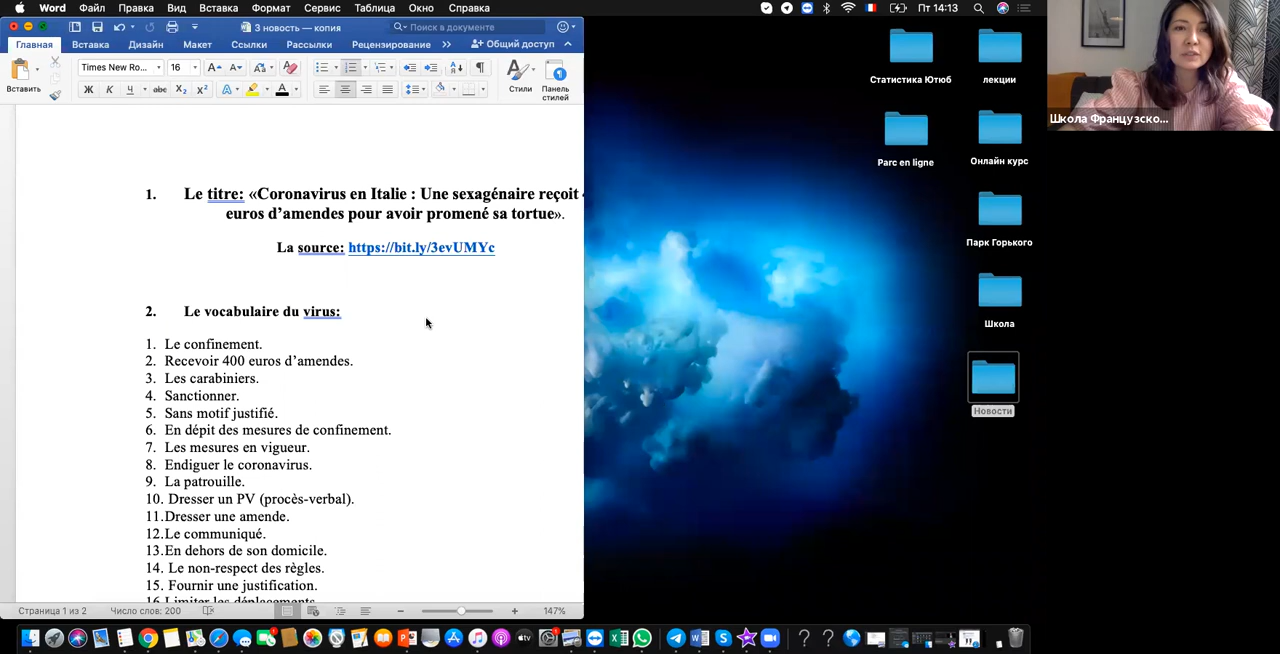 Word Файл Правка Вид Вставка Формат Сервис Таблица Окно Справка Пт 14:13
3 новость — копия Поиск в документе
Главная Вставка Дизайн Макет Ссылки Рассылки Рецензирование Общий доступ
Вставить Times New Ro... 16 Стили Панель стилей
Ж К Ч abc X₂ X²
1. Le titre: «Coronavirus en Italie : Une sexagénaire reçoit
euros d’amendes pour avoir promené sa tortue».
La source: https://bit.ly/3evUMYc
2. Le vocabulaire du virus:
1. Le confinement.
2. Recevoir 400 euros d’amendes.
3. Les carabiniers.
4. Sanctionner.
5. Sans motif justifié.
6. En dépit des mesures de confinement.
7. Les mesures en vigueur.
8. Endiguer le coronavirus.
9. La patrouille.
10. Dresser un PV (procès-verbal).
11.Dresser une amende.
12.Le communiqué.
13.En dehors de son domicile.
14. Le non-respect des règles.
15. Fournir une justification.
16. Limiter les déplacements.
Страница 1 из 2 Число слов: 200 147%
Статистика Ютюб
лекции
Parc en ligne
Онлайн курс
Парк Горького
Школа
Новости
Школа Французско...